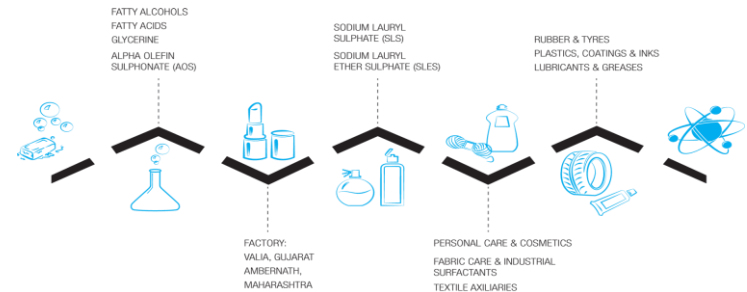 FATTY ALCOHOLS
FATTY ACIDS
GLYCERINE
ALPHA OLEFIN
SULPHONATE (AOS)
SODIUM LAURYL
SULPHATE (SLS)
SODIUM LAURYL
ETHER SULPHATE (SLES)
RUBBER & TYRES
PLASTICS, COATINGS & INKS
LUBRICANTS & GREASES
FACTORY:
VALIA, GUJARAT
AMBERNATH,
MAHARASHTRA
PERSONAL CARE & COSMETICS
FABRIC CARE & INDUSTRIAL
SURFACTANTS
TEXTILE AXILIARIES